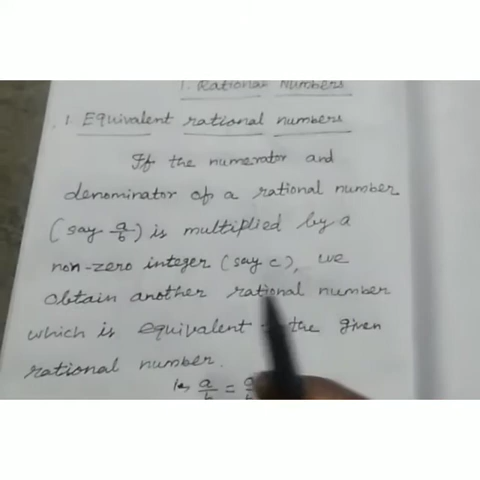 1. Rational Numbers
1. Equivalent rational numbers
If the numerator and
denominator of a rational number
(say a/b) is multiplied by a
non-zero integer (say c), we
obtain another rational number
which is equivalent the given
rational number.
a/b =